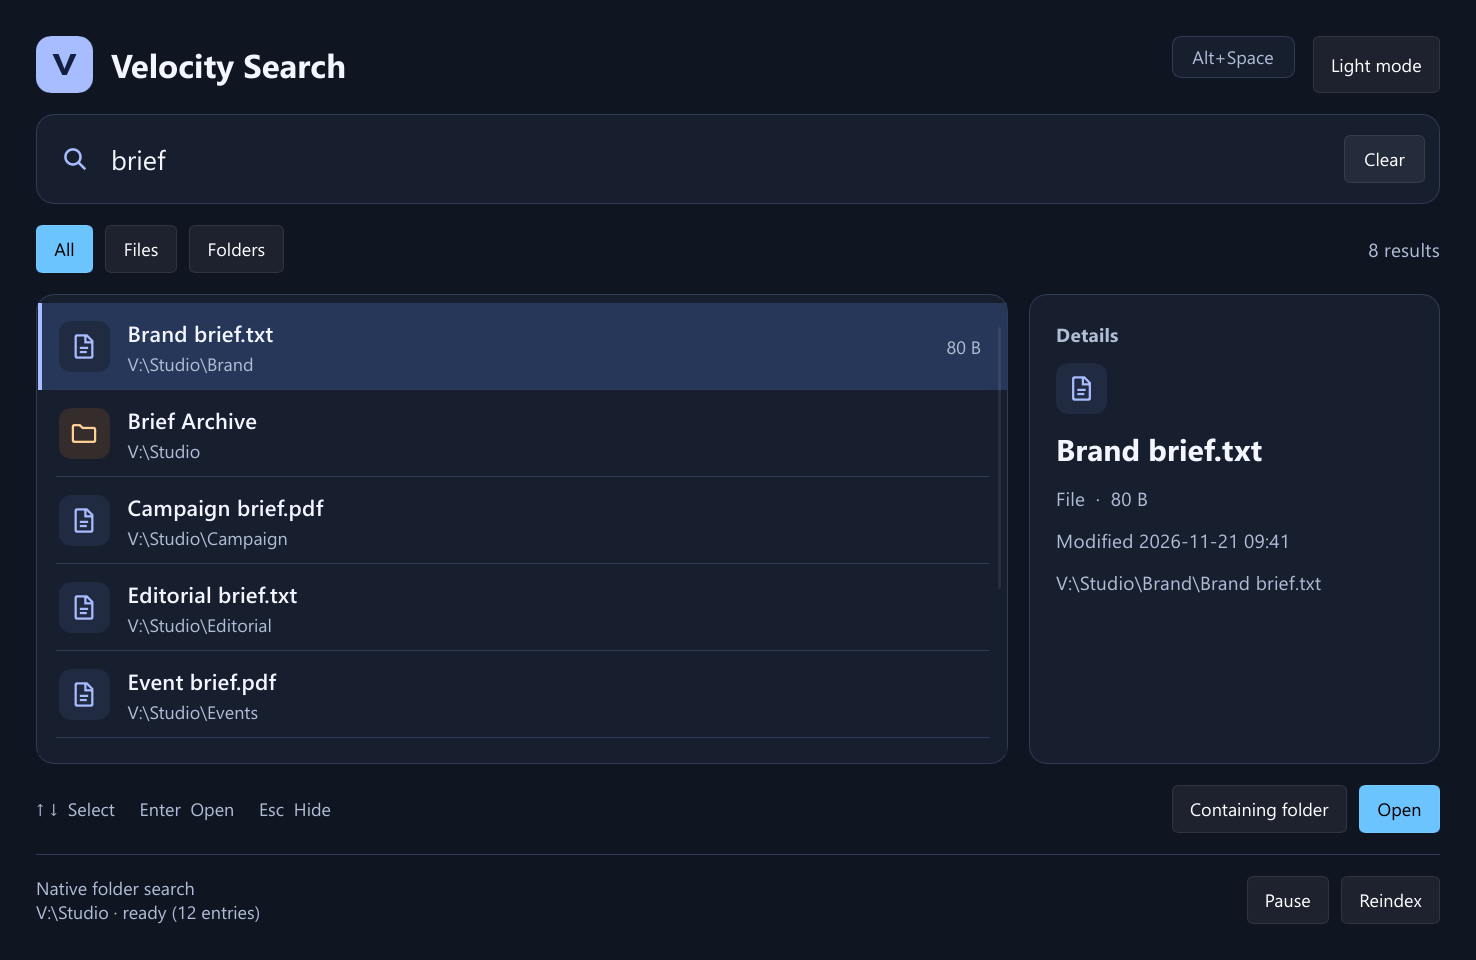 V Velocity Search
Alt+Space
Light mode
brief
Clear
All
Files
Folders
8 results
Brand brief.txt
V:\Studio\Brand
80 B
Brief Archive
V:\Studio
Campaign brief.pdf
V:\Studio\Campaign
Editorial brief.txt
V:\Studio\Editorial
Event brief.pdf
V:\Studio\Events
Details
Brand brief.txt
File · 80 B
Modified 2026-11-21 09:41
V:\Studio\Brand\Brand brief.txt
↑↓ Select Enter Open Esc Hide
Containing folder
Open
Native folder search
V:\Studio · ready (12 entries)
Pause
Reindex